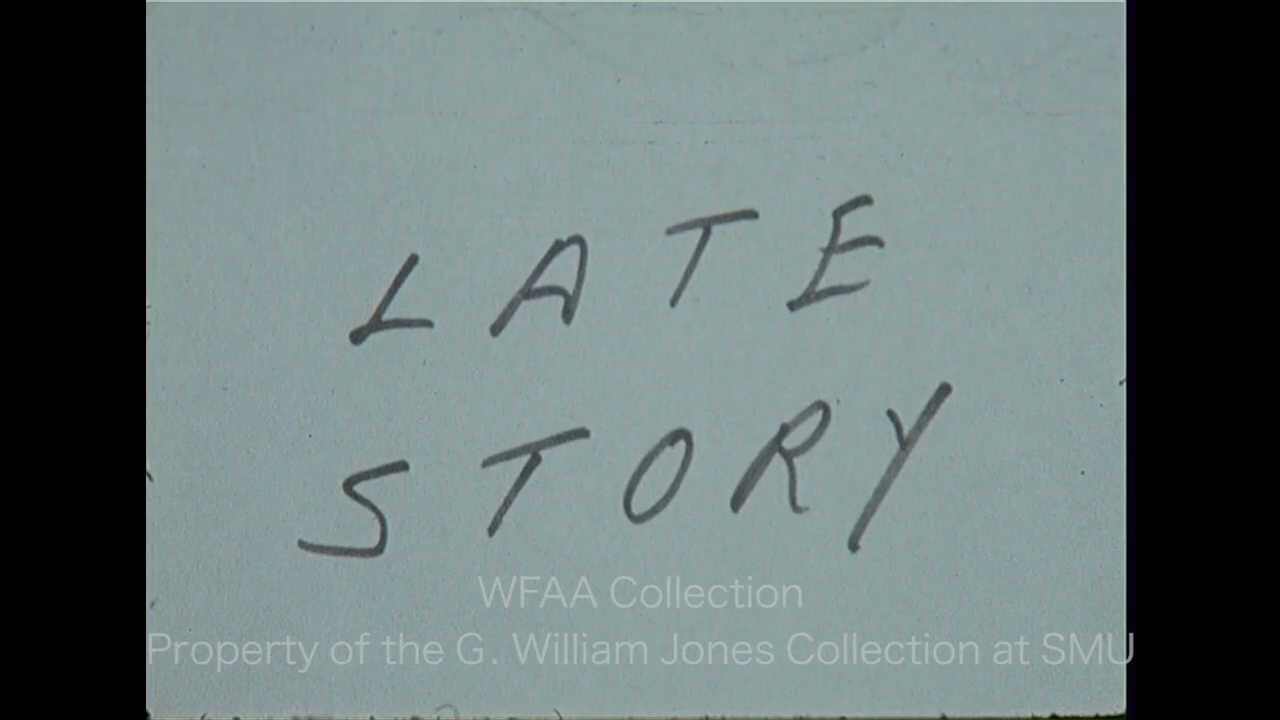 LATE
STORY
WFAA Collection
Property of the G. William Jones Collection at SMU